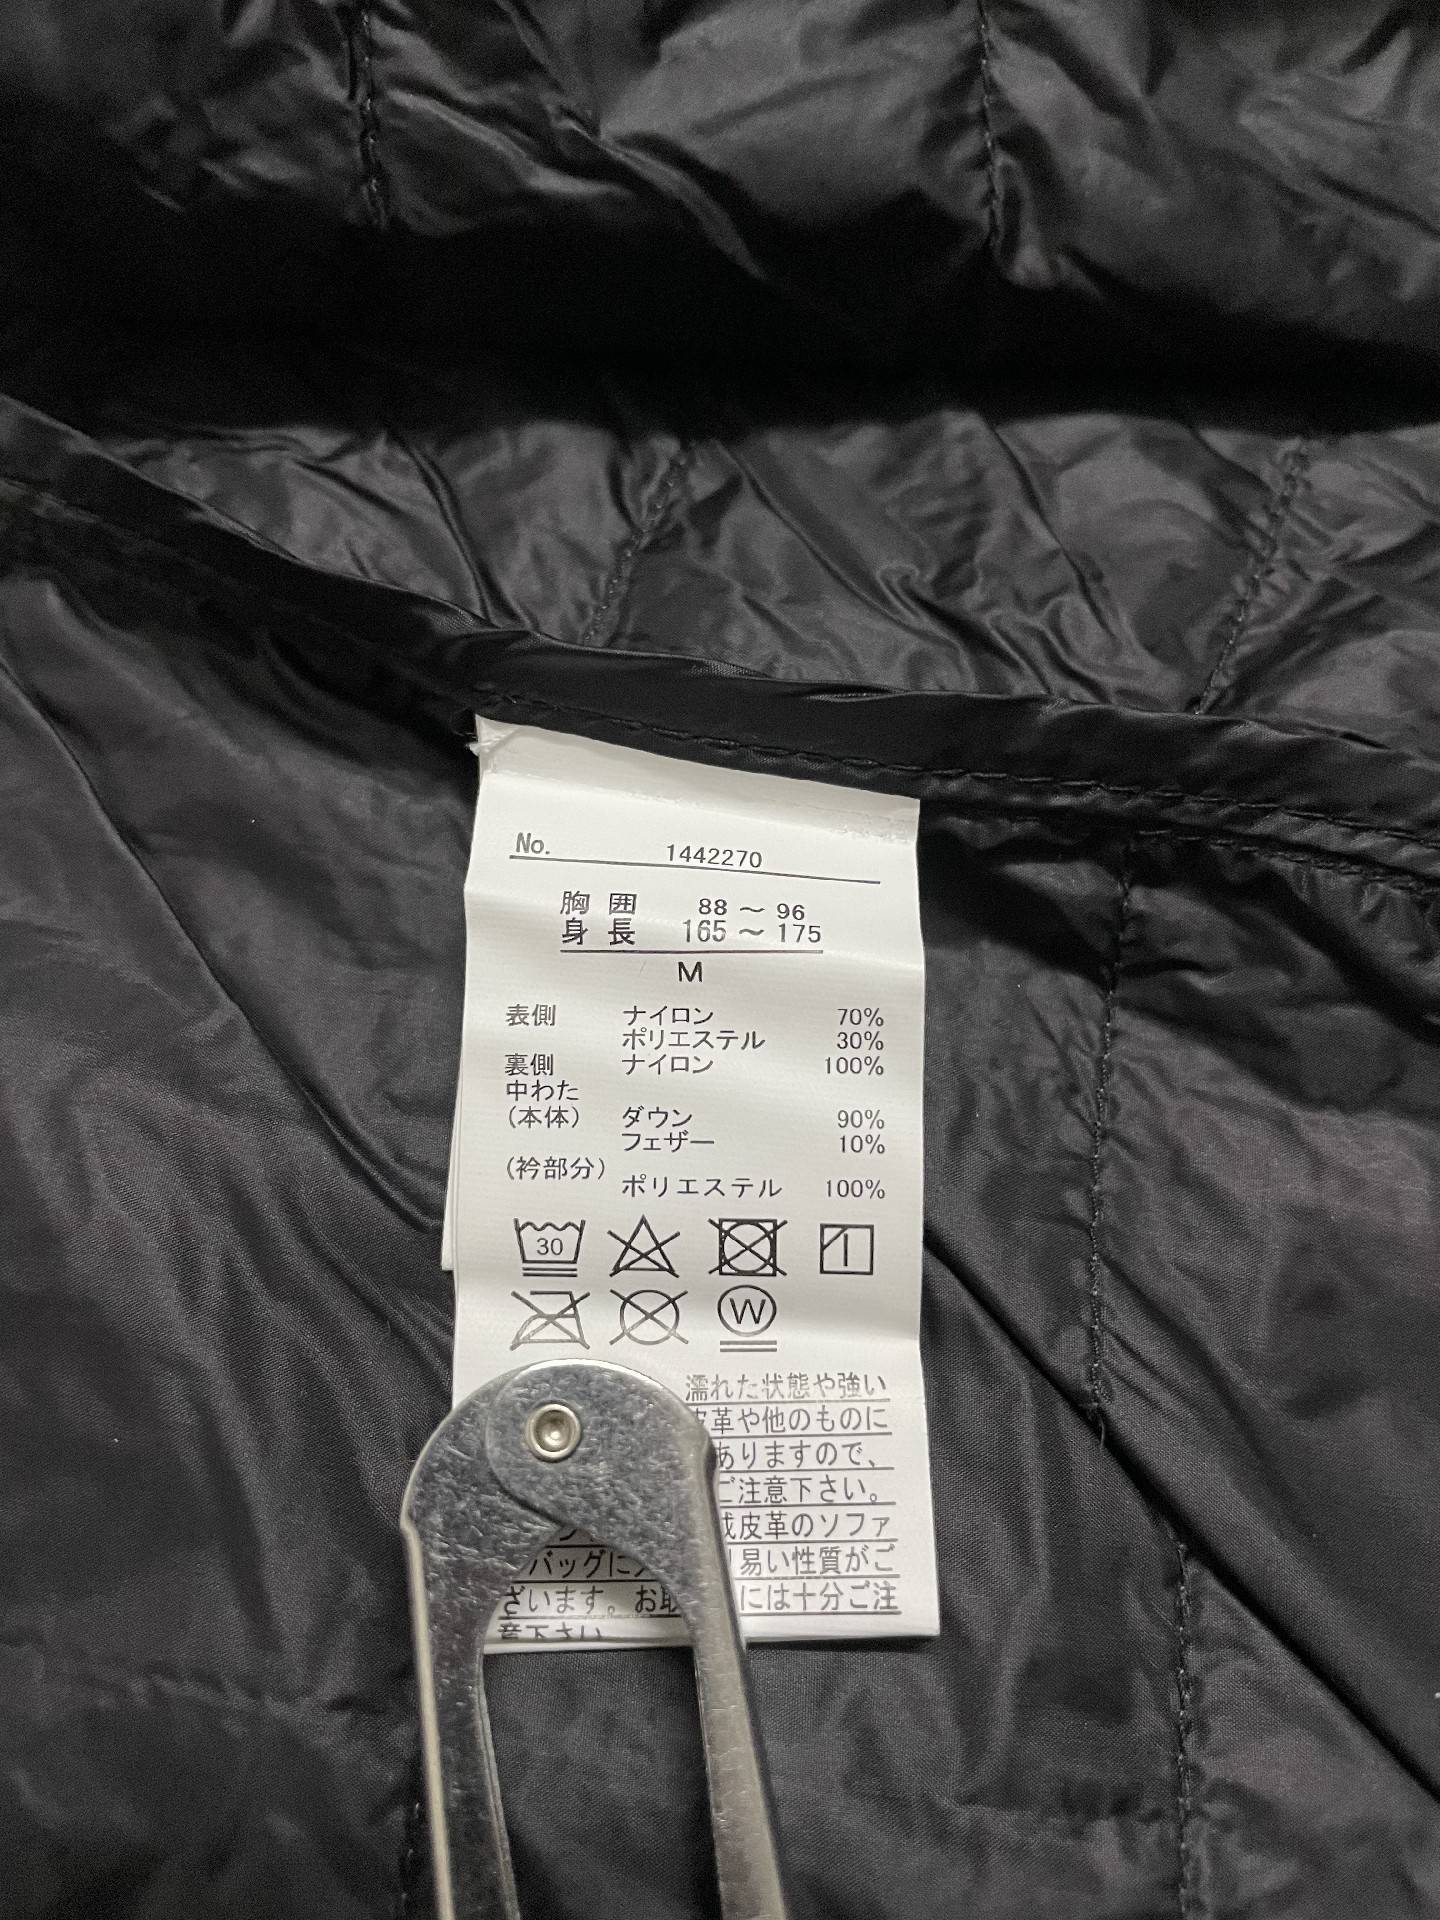 No. 1442270
胸囲 88 〜 96
身長 165 〜 175
M
表側 ナイロン 70%
ポリエステル 30%
裏側 ナイロン 100%
中わた
(本体) ダウン 90%
フェザー 10%
(衿部分)
ポリエステル 100%
30
W
濡れた状態や強い
革や他のものに
ありますので、
ご注意下さい。
皮革のソファ
バッグに 易い性質がご
ざいます。お取 には十分ご注
意下さい